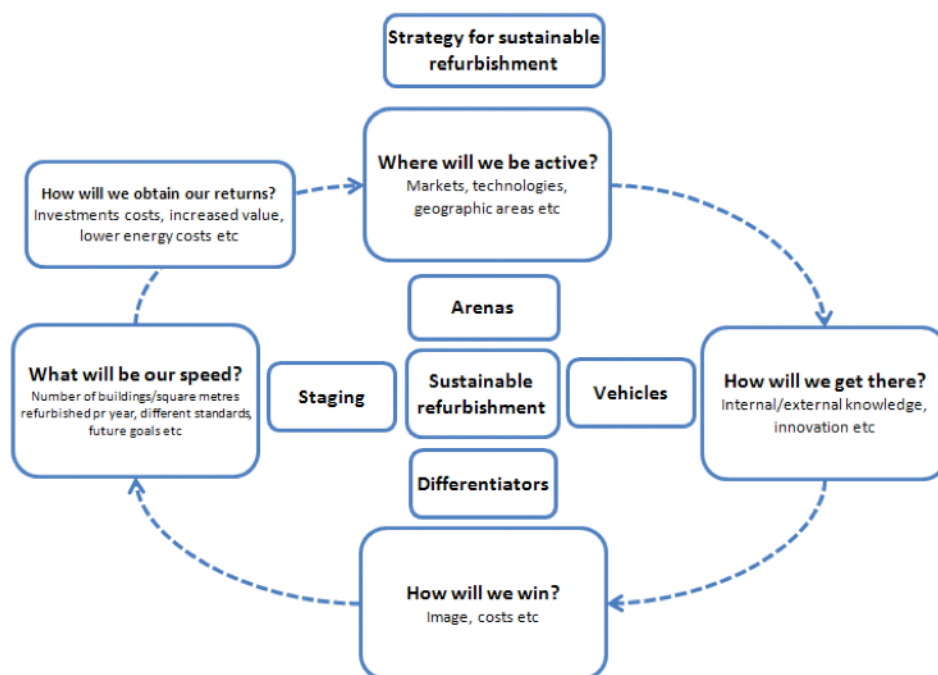 Strategy for sustainable
refurbishment
Where will we be active?
Markets, technologies,
geographic areas etc
How will we obtain our returns?
Investments costs, increased value,
lower energy costs etc
Arenas
What will be our speed?
Number of buildings/square metres
refurbished pr year, different standards,
future goals etc
Staging
Sustainable
refurbishment
Vehicles
How will we get there?
Internal/external knowledge,
innovation etc
Differentiators
How will we win?
Image, costs etc